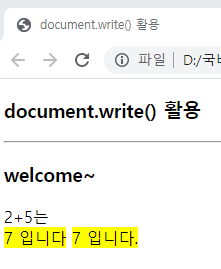 document.write() 활용
파일 D:/국비
document.write() 활용
welcome~
2+5는
7 입니다 7 입니다.